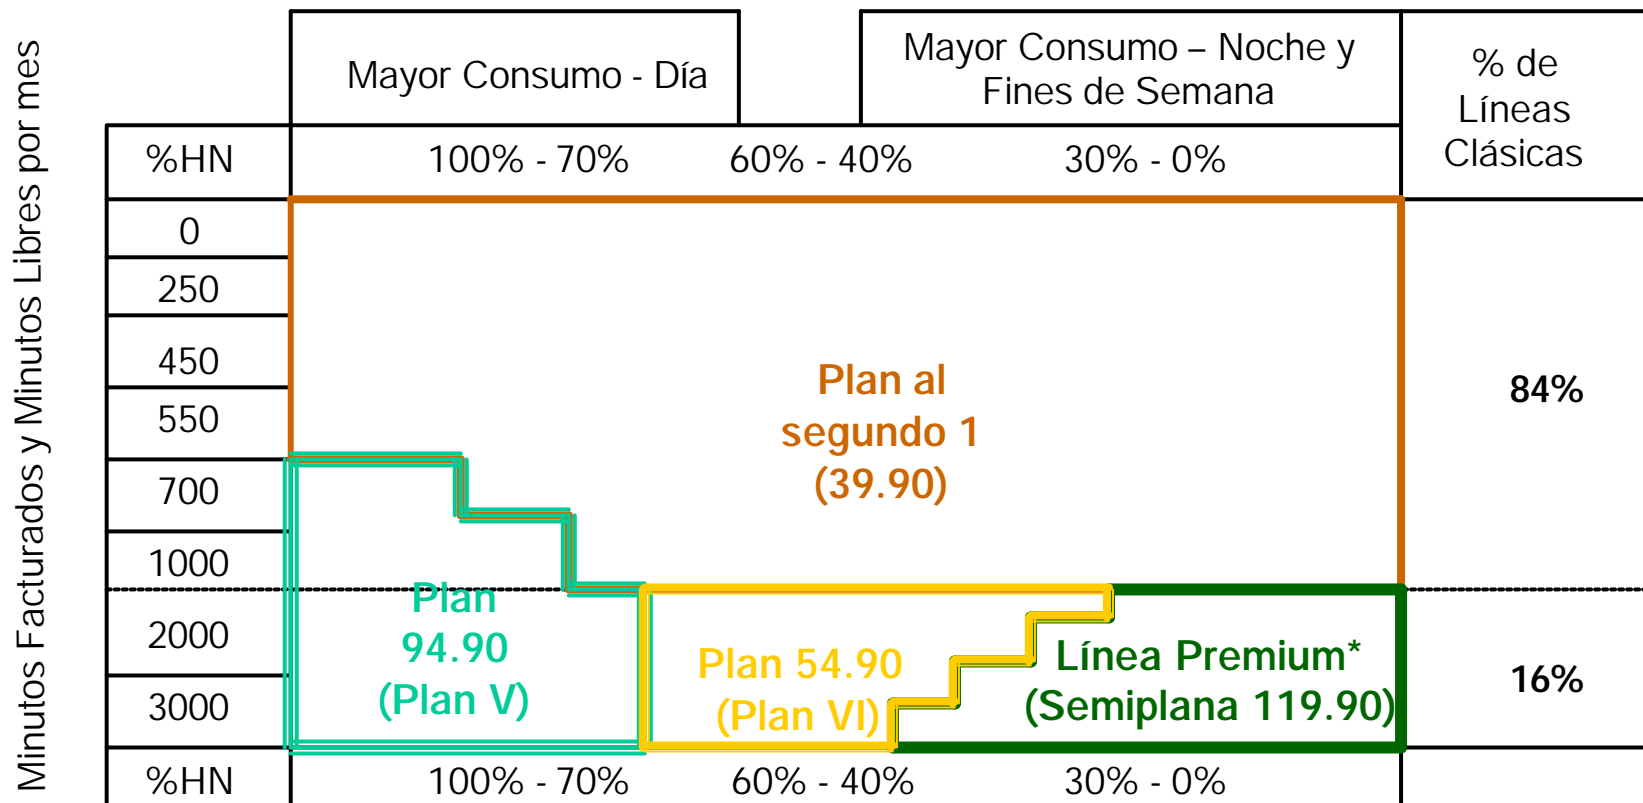 Minutos Facturados y Minutos Libres por mes
Mayor Consumo - Día
Mayor Consumo – Noche y
Fines de Semana
% de
Líneas
Clásicas
%HN 100% - 70% 60% - 40% 30% - 0%
0
250
450
550
700
1000
2000
3000
Plan al
segundo 1
(39.90)
84%
Plan
94.90
(Plan V)
Plan 54.90
(Plan VI)
Línea Premium*
(Semiplana 119.90)
16%
%HN 100% - 70% 60% - 40% 30% - 0%